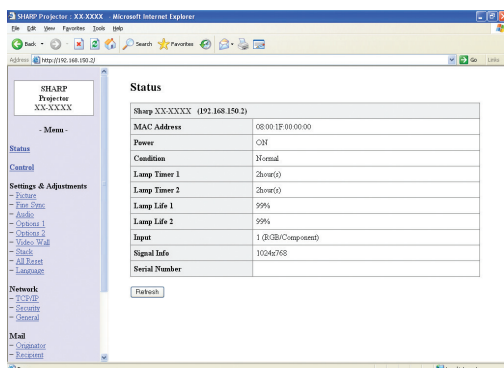 SHARP Projector : XX-XXXX - Microsoft Internet Explorer
File Edit View Favorites Tools Help
Back Search Favorites
Address http://192.168.150.2/ Go Links
SHARP
Projector
XX-XXXX
- Menu -
Status
Control
Settings & Adjustments
– Picture
– Fine Sync
– Audio
– Options 1
– Options 2
– Video Wall
– Stack
– All Reset
– Language
Network
– TCP/IP
– Security
– General
Mail
– Originator
– Recipient
Status
Sharp XX-XXXX (192.168.150.2)
MAC Address 08:00:1F:00:00:00
Power ON
Condition Normal
Lamp Timer 1 2hour(s)
Lamp Timer 2 2hour(s)
Lamp Life 1 99%
Lamp Life 2 99%
Input 1 (RGB/Component)
Signal Info 1024x768
Serial Number
Refresh